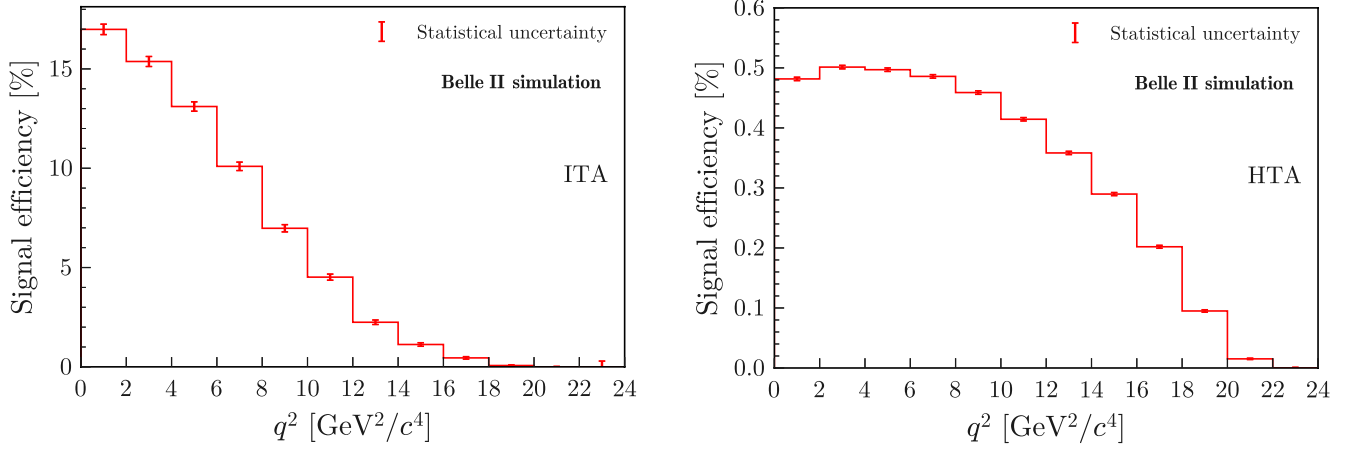 Signal efficiency [%]
15
10
5
0
Statistical uncertainty
Belle II simulation
ITA
0 2 4 6 8 10 12 14 16 18 20 22 24
q² [GeV²/c⁴]
Signal efficiency [%]
0.6
0.5
0.4
0.3
0.2
0.1
0.0
Statistical uncertainty
Belle II simulation
HTA
0 2 4 6 8 10 12 14 16 18 20 22 24
q² [GeV²/c⁴]